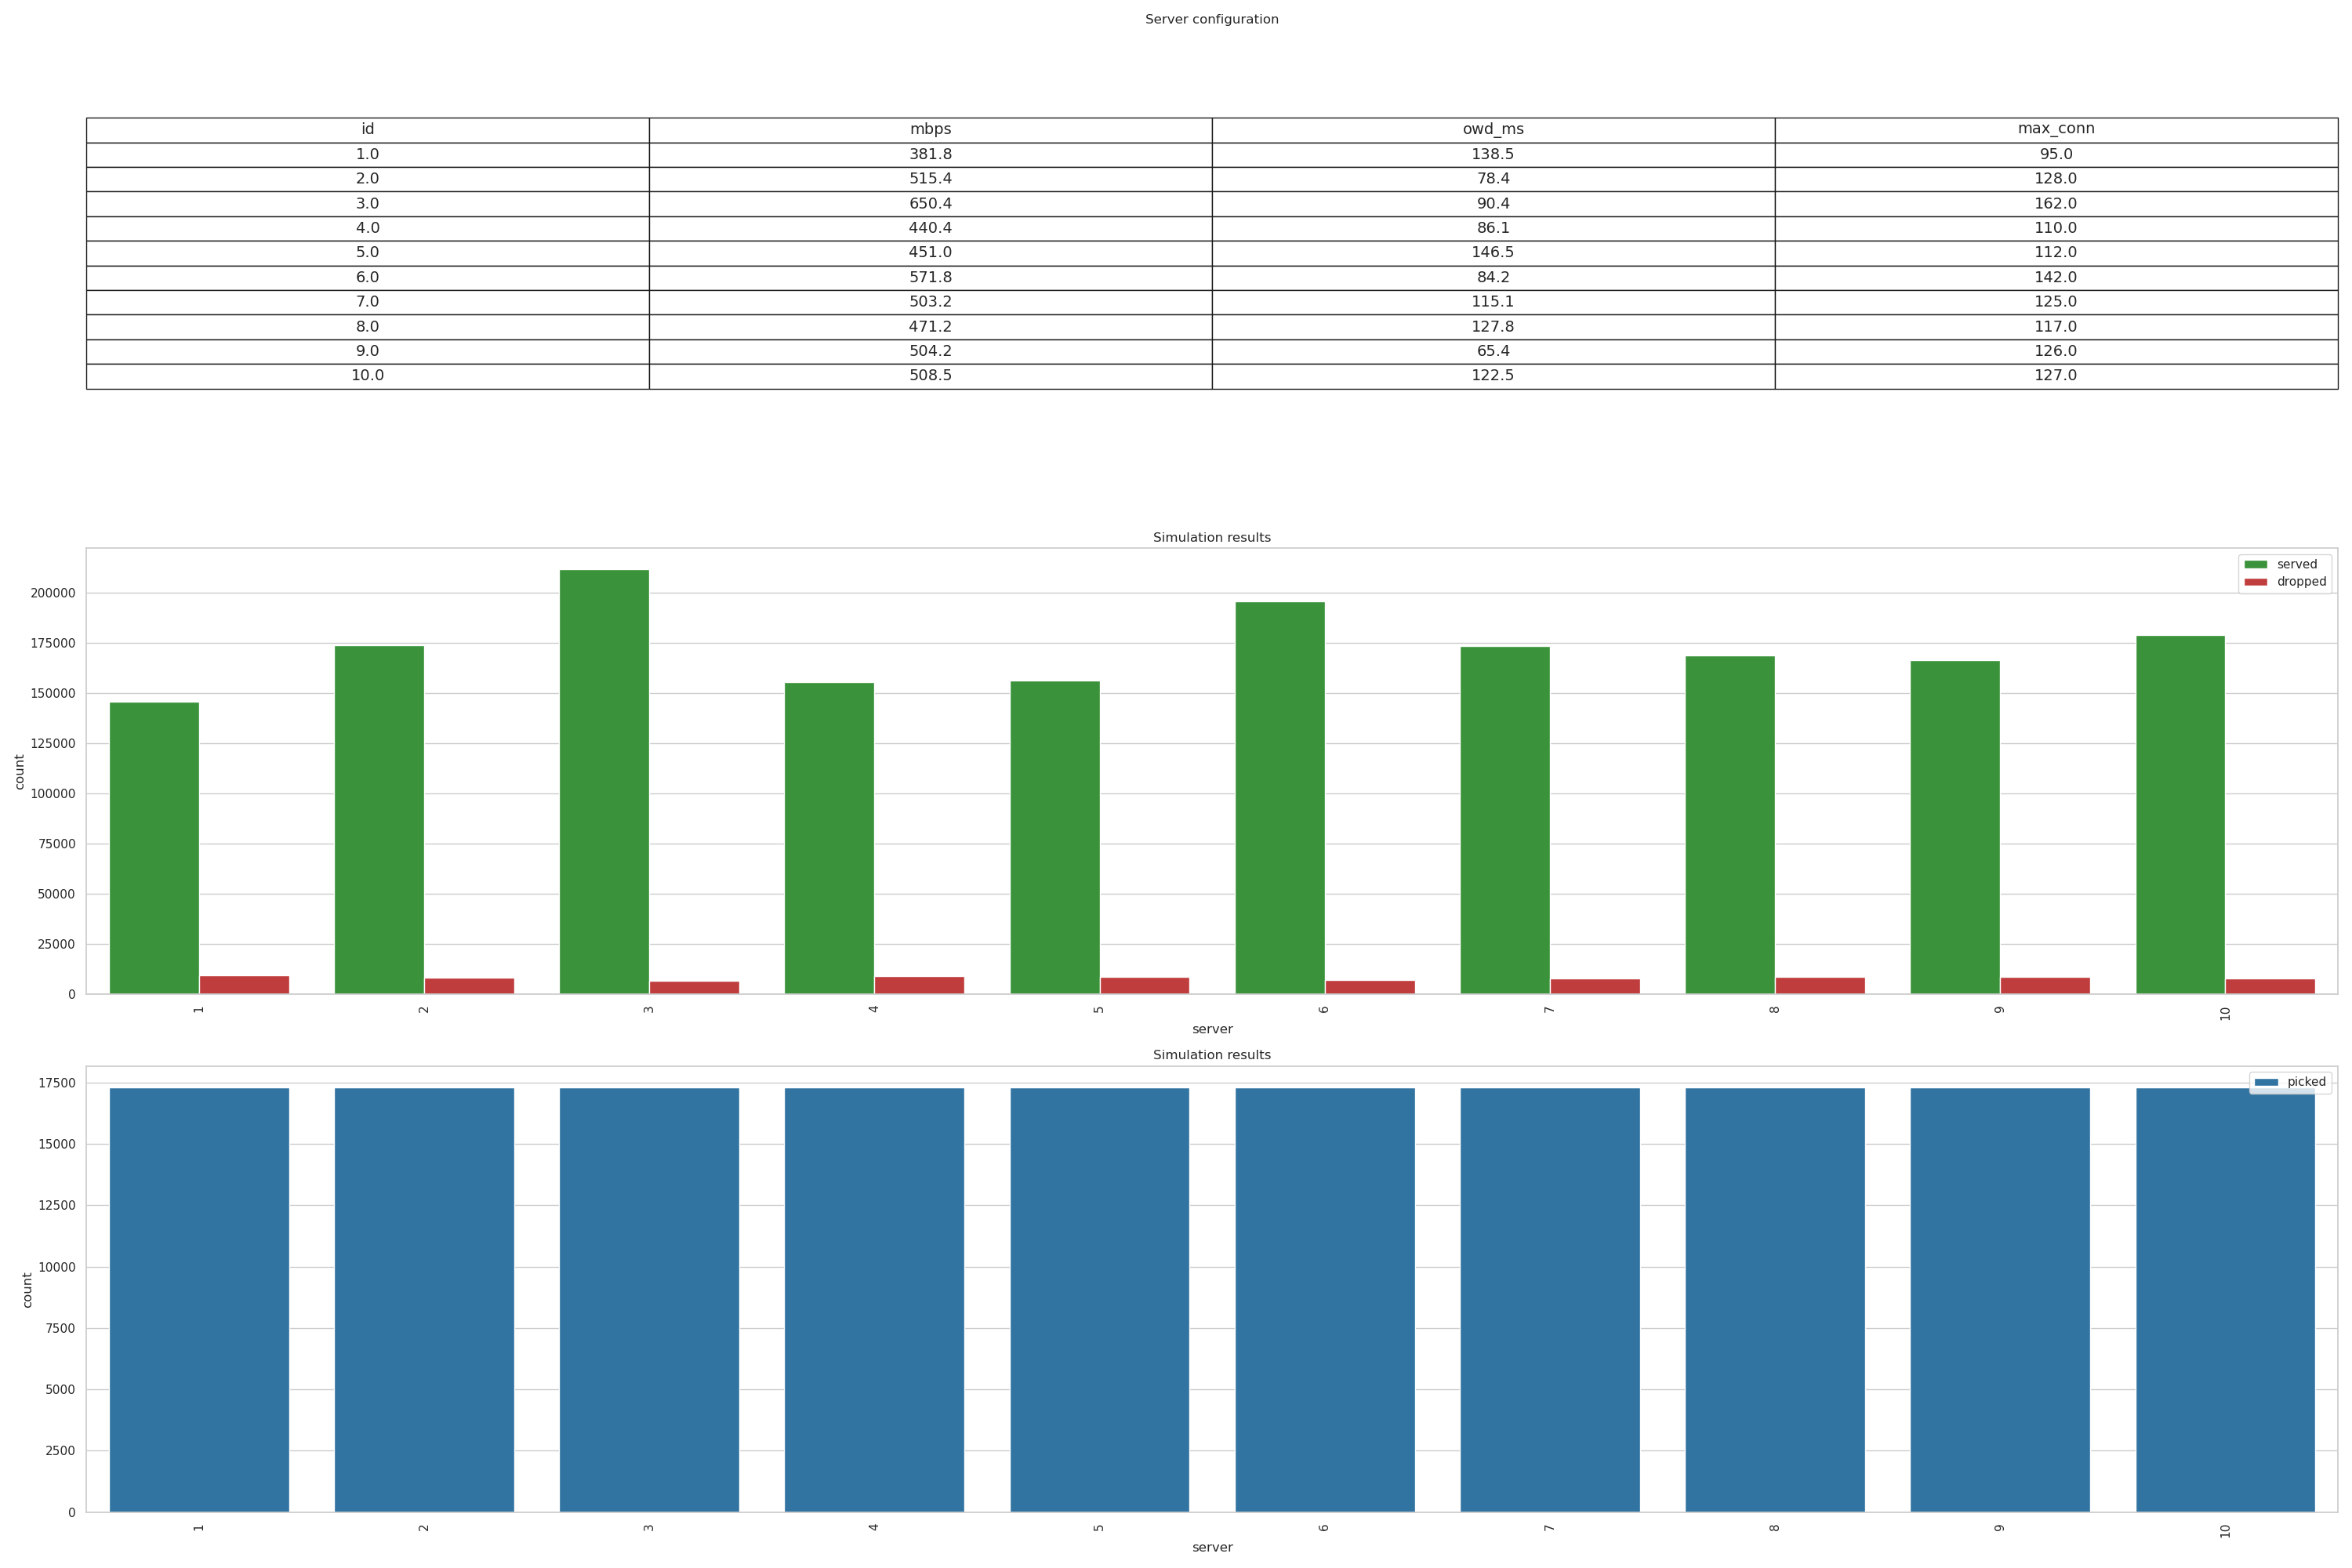 Server configuration
id mbps owd_ms max_conn
1.0 381.8 138.5 95.0
2.0 515.4 78.4 128.0
3.0 650.4 90.4 162.0
4.0 440.4 86.1 110.0
5.0 451.0 146.5 112.0
6.0 571.8 84.2 142.0
7.0 503.2 115.1 125.0
8.0 471.2 127.8 117.0
9.0 504.2 65.4 126.0
10.0 508.5 122.5 127.0
Simulation results
served
dropped
200000
175000
150000
125000
100000
75000
50000
25000
0
count
1 2 3 4 5 6 7 8 9 10
server
Simulation results
picked
17500
15000
12500
10000
7500
5000
2500
0
count
1 2 3 4 5 6 7 8 9 10
server